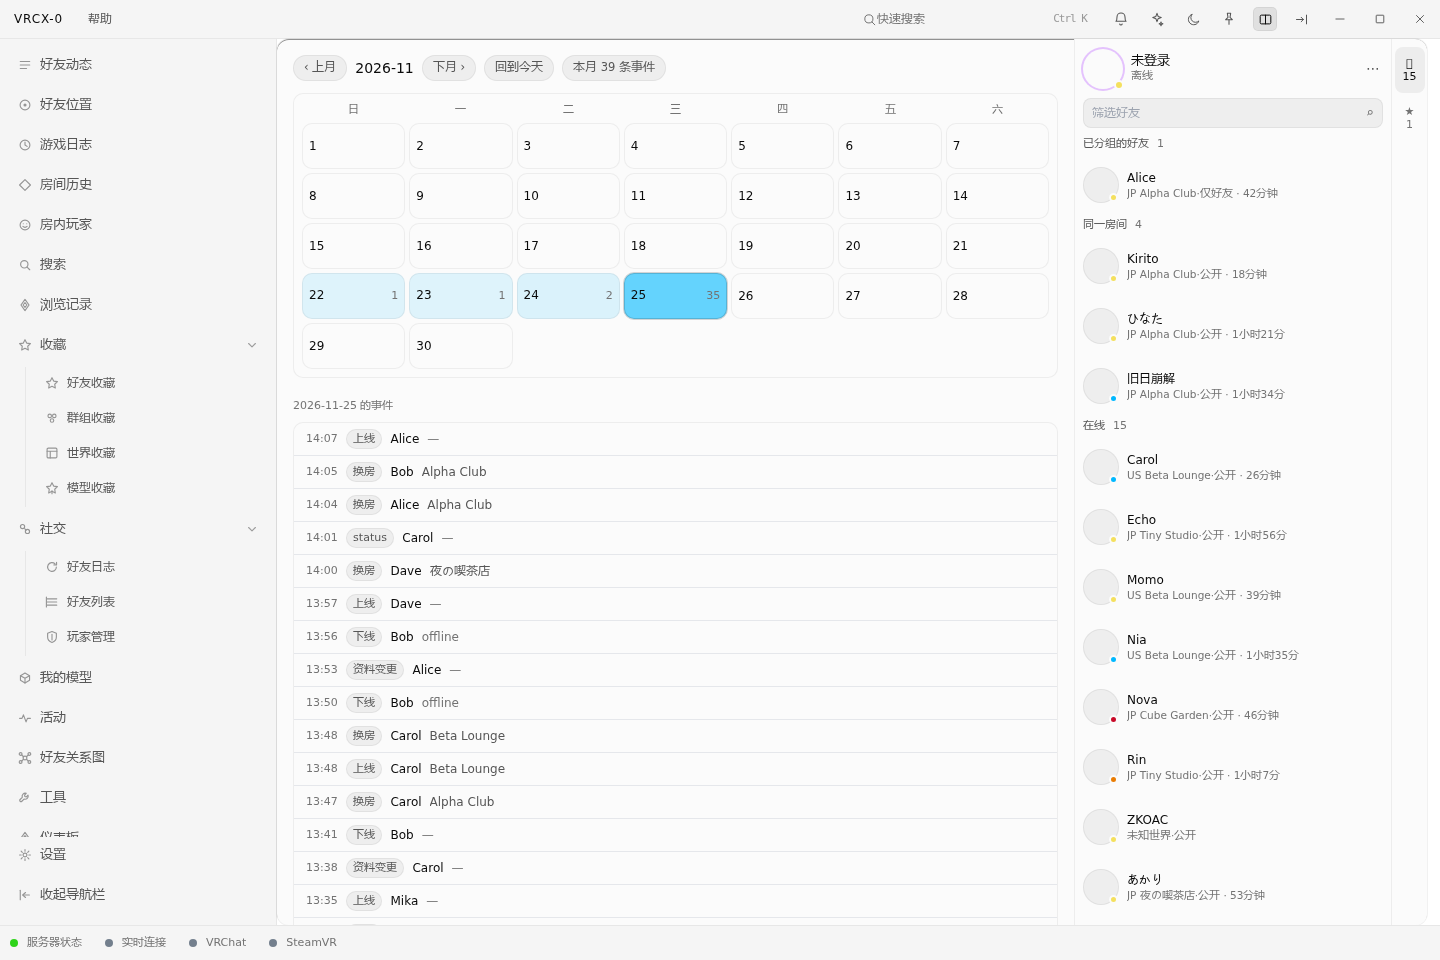 VRCX-0 帮助 快速搜索 Ctrl K
好友动态
好友位置
游戏日志
房间历史
房内玩家
搜索
浏览记录
收藏
好友收藏
群组收藏
世界收藏
模型收藏
社交
好友日志
好友列表
玩家管理
我的模型
活动
好友关系图
工具
仪表板
设置
收起导航栏
‹ 上月 2026-11 下月 › 回到今天 本月 39 条事件
日 一 二 三 四 五 六
1 2 3 4 5 6 7
8 9 10 11 12 13 14
15 16 17 18 19 20 21
22 1 23 1 24 2 25 35 26 27 28
29 30
2026-11-25 的事件
14:07 上线 Alice —
14:05 换房 Bob Alpha Club
14:04 换房 Alice Alpha Club
14:01 status Carol —
14:00 换房 Dave 夜の喫茶店
13:57 上线 Dave —
13:56 下线 Bob offline
13:53 资料变更 Alice —
13:50 下线 Bob offline
13:48 换房 Carol Beta Lounge
13:48 上线 Carol Beta Lounge
13:47 换房 Carol Alpha Club
13:41 下线 Bob —
13:38 资料变更 Carol —
13:35 上线 Mika —
未登录
离线
筛选好友
已分组的好友 1
Alice
JP Alpha Club·仅好友 · 42分钟
同一房间 4
Kirito
JP Alpha Club·公开 · 18分钟
ひなた
JP Alpha Club·公开 · 1小时21分
旧日崩解
JP Alpha Club·公开 · 1小时34分
在线 15
Carol
US Beta Lounge·公开 · 26分钟
Echo
JP Tiny Studio·公开 · 1小时56分
Momo
US Beta Lounge·公开 · 39分钟
Nia
US Beta Lounge·公开 · 1小时35分
Nova
JP Cube Garden·公开 · 46分钟
Rin
JP Tiny Studio·公开 · 1小时7分
ZKOAC
未知世界·公开
あかり
JP 夜の喫茶店·公开 · 53分钟
15
★
1
服务器状态 实时连接 VRChat SteamVR